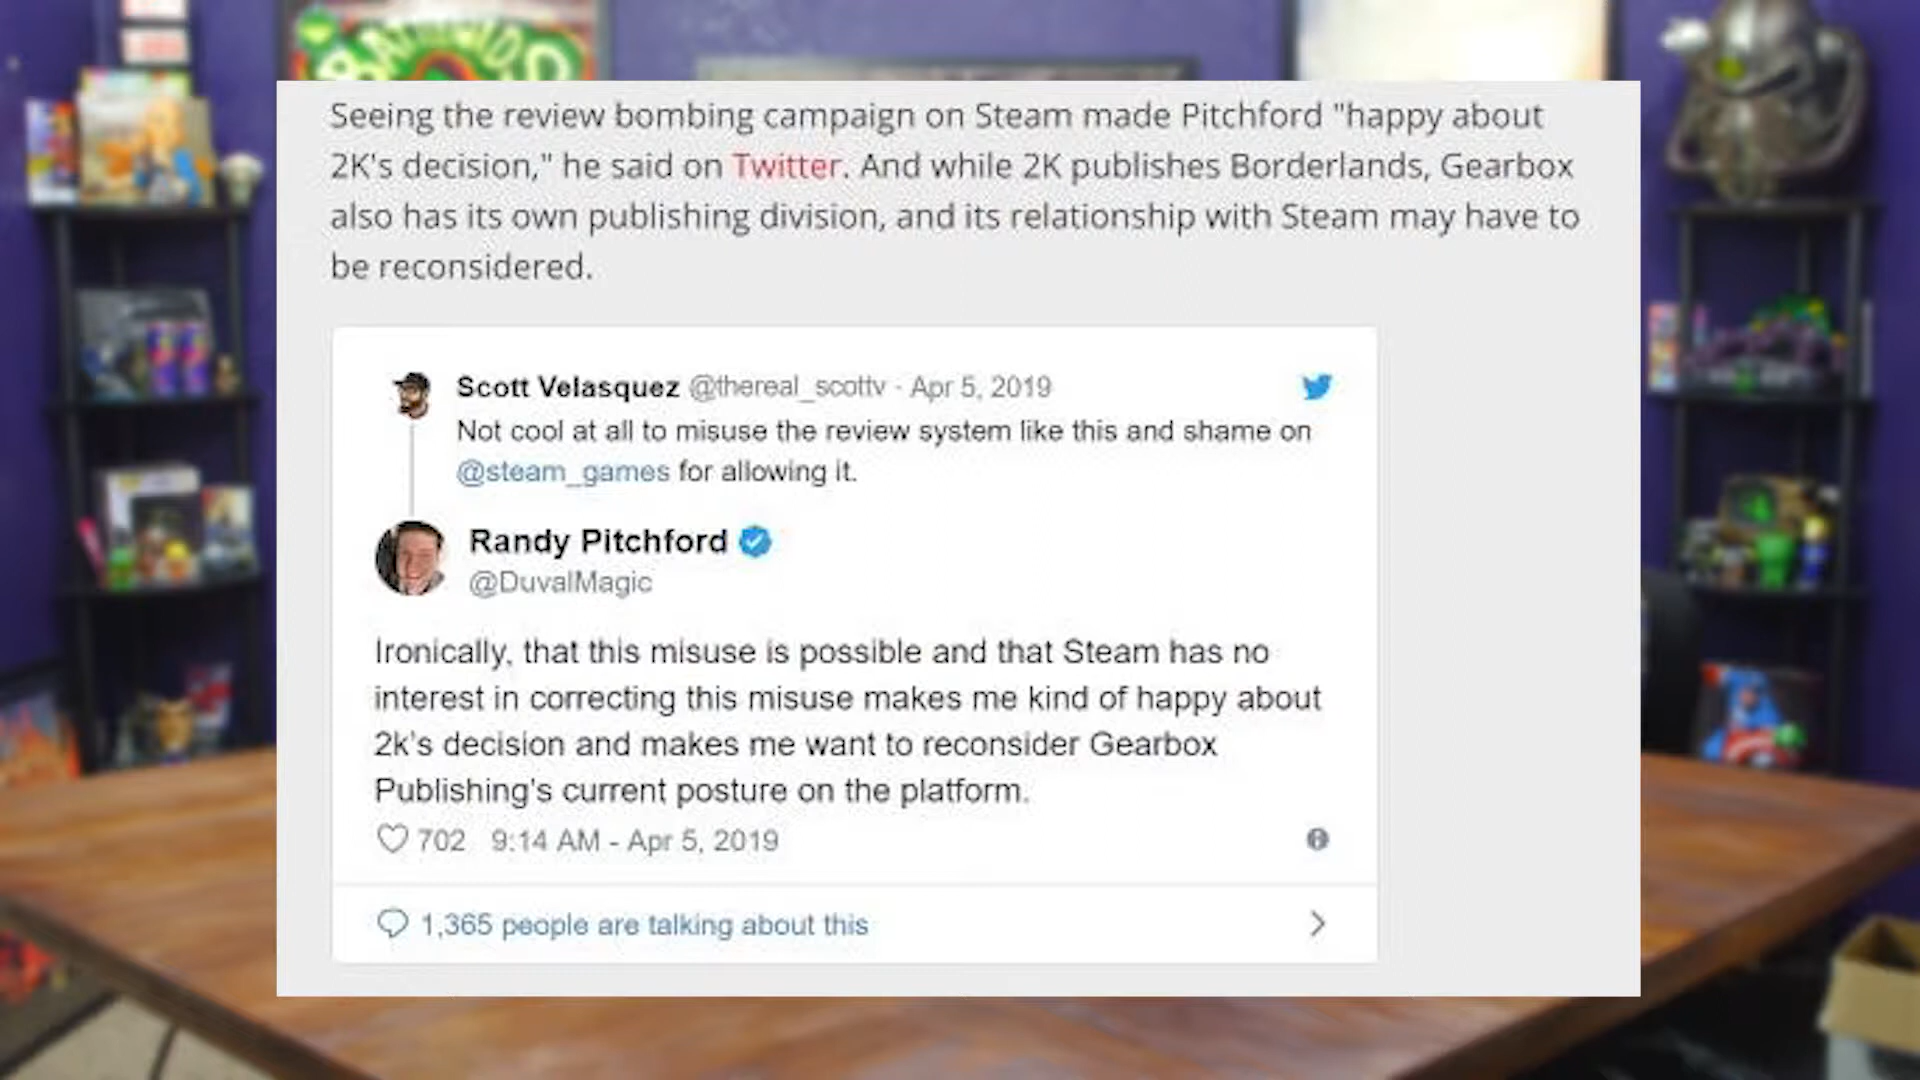 Seeing the review bombing campaign on Steam made Pitchford "happy about
2K's decision," he said on Twitter. And while 2K publishes Borderlands, Gearbox
also has its own publishing division, and its relationship with Steam may have to
be reconsidered.
Scott Velasquez @thereal_scottv - Apr 5, 2019
Not cool at all to misuse the review system like this and shame on
@steam_games for allowing it.
Randy Pitchford
@DuvalMagic
Ironically, that this misuse is possible and that Steam has no
interest in correcting this misuse makes me kind of happy about
2k's decision and makes me want to reconsider Gearbox
Publishing's current posture on the platform.
702 9:14 AM - Apr 5, 2019
1,365 people are talking about this